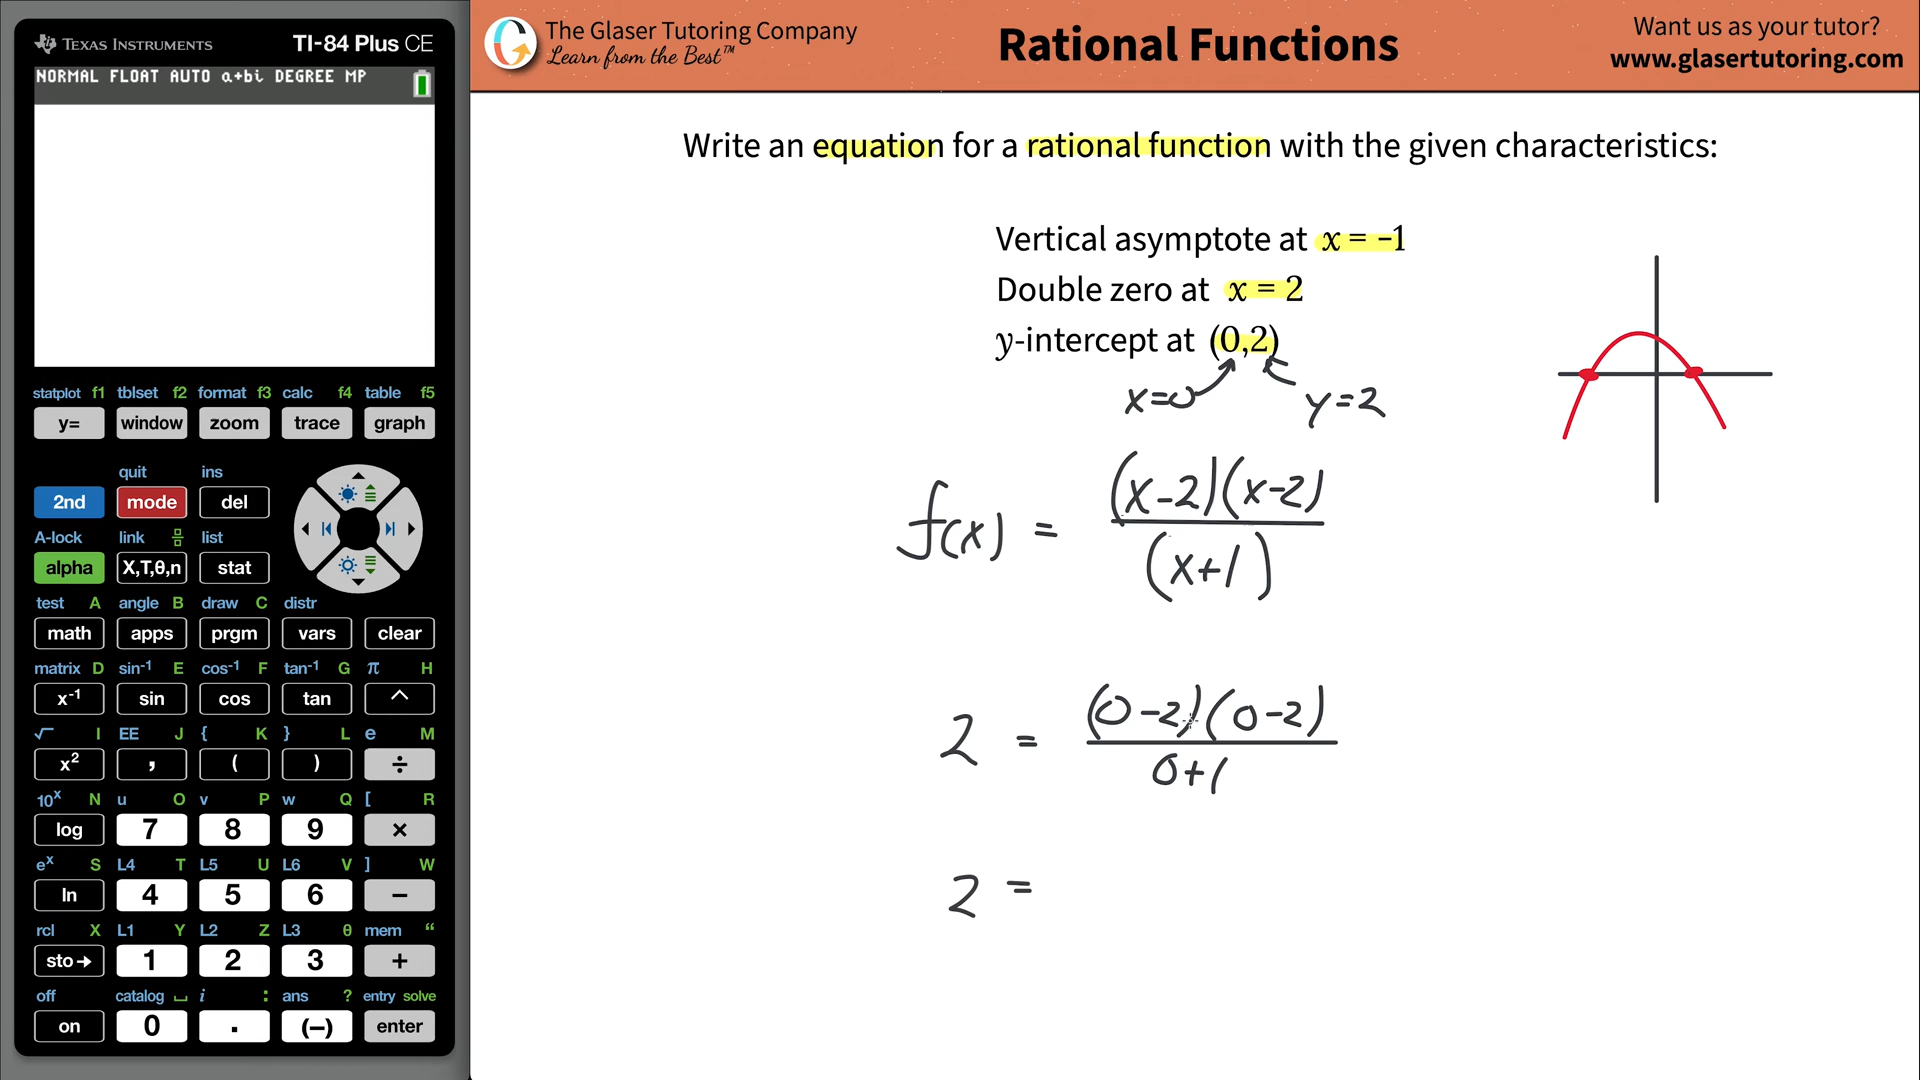 TEXAS INSTRUMENTS TI-84 Plus CE
NORMAL FLOAT AUTO a+bi DEGREE MP
statplot f1 tblset f2 format f3 calc f4 table f5
y= window zoom trace graph
quit ins
2nd mode del
A-lock link list
alpha X,T,θ,n stat
test A angle B draw C distr
math apps prgm vars clear
matrix D sin⁻¹ E cos⁻¹ F tan⁻¹ G π H
x⁻¹ sin cos tan ^
√ I EE J { K } L e M
x² , ( ) ÷
10ˣ N u O v P w Q [ R
log 7 8 9 ×
eˣ S L4 T L5 U L6 V ] W
ln 4 5 6 −
rcl X L1 Y L2 Z L3 θ mem “
sto→ 1 2 3 +
off catalog ⎵ i : ans ? entry solve
on 0 . (−) enter
The Glaser Tutoring Company
Learn from the Best™
Rational Functions
Want us as your tutor?
www.glasertutoring.com
Write an equation for a rational function with the given characteristics:
Vertical asymptote at x = -1
Double zero at x = 2
y-intercept at (0,2)
x=0 y=2
f(x) = (x-2)(x-2)
(x+1)
2 = (0-2)(0-2)
0+1
2 =